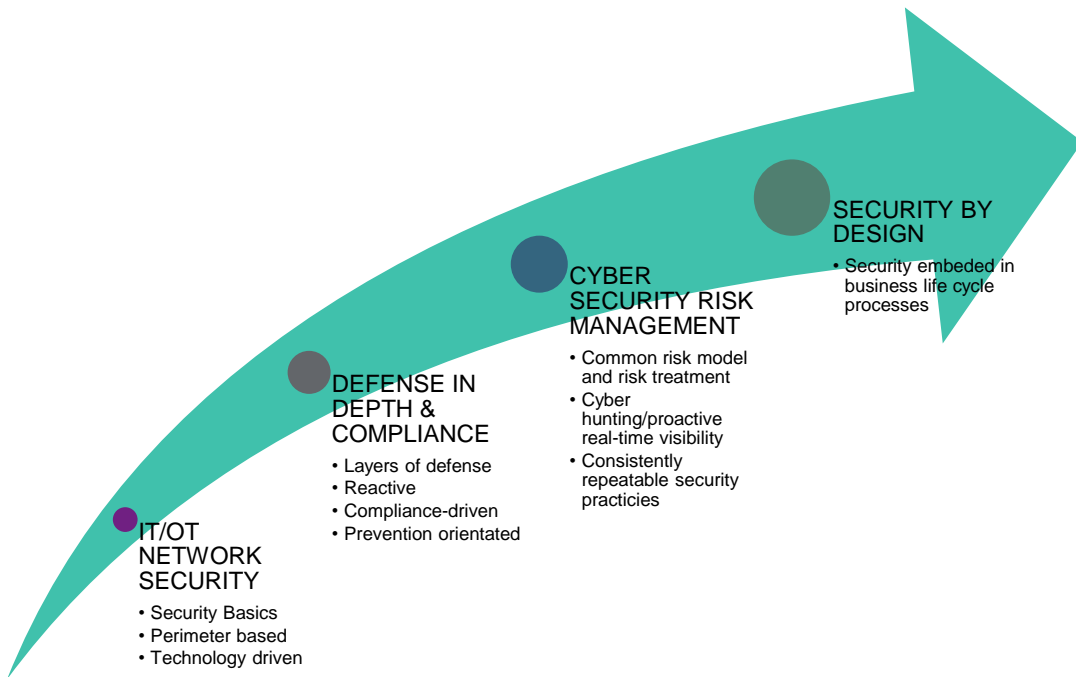 IT/OT
NETWORK
SECURITY
• Security Basics
• Perimeter based
• Technology driven
DEFENSE IN
DEPTH &
COMPLIANCE
• Layers of defense
• Reactive
• Compliance-driven
• Prevention orientated
CYBER
SECURITY RISK
MANAGEMENT
• Common risk model
and risk treatment
• Cyber
hunting/proactive
real-time visibility
• Consistently
repeatable security
practicies
SECURITY BY
DESIGN
• Security embeded in
business life cycle
processes